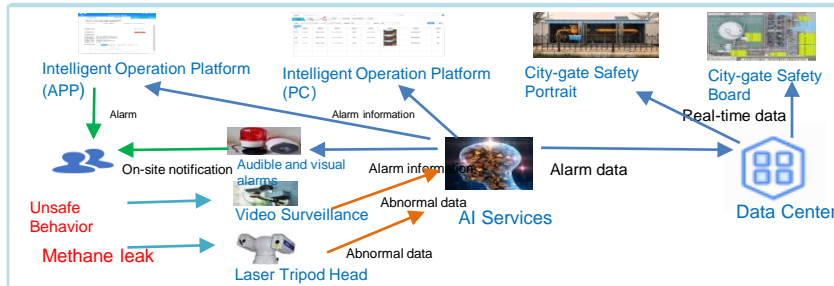 Intelligent Operation Platform
(APP)
Intelligent Operation Platform
(PC)
City-gate Safety
Portrait
City-gate Safety
Board
Alarm
Alarm information
Real-time data
On-site notification
Audible and visual
alarms
Alarm information
Alarm data
Unsafe
Behavior
Video Surveillance
Abnormal data
AI Services
Data Center
Methane leak
Abnormal data
Laser Tripod Head